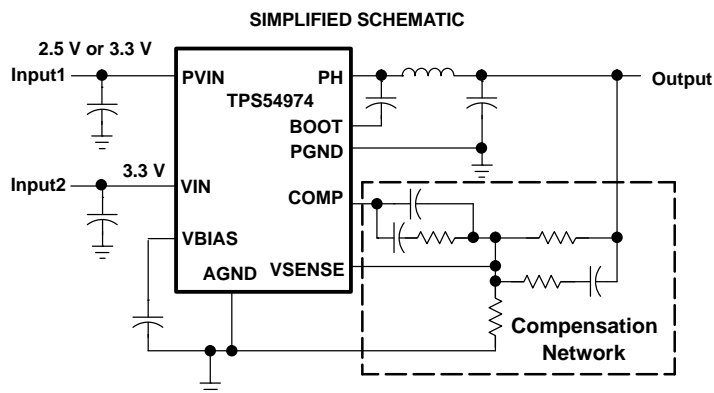 SIMPLIFIED SCHEMATIC
2.5 V or 3.3 V
Input1
PVIN
PH
Output
TPS54974
BOOT
PGND
3.3 V
Input2
VIN
COMP
VBIAS
AGND
VSENSE
Compensation
Network